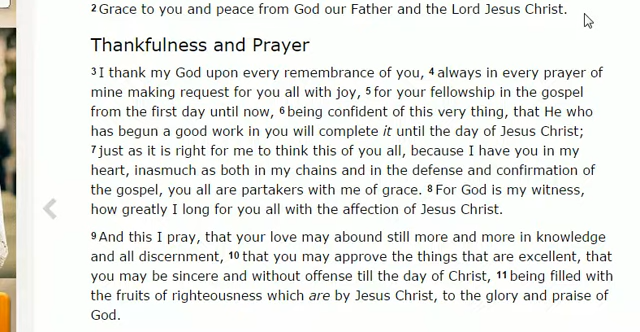 2 Grace to you and peace from God our Father and the Lord Jesus Christ.
Thankfulness and Prayer
3 I thank my God upon every remembrance of you, 4 always in every prayer of
mine making request for you all with joy, 5 for your fellowship in the gospel
from the first day until now, 6 being confident of this very thing, that He who
has begun a good work in you will complete it until the day of Jesus Christ;
7 just as it is right for me to think this of you all, because I have you in my
heart, inasmuch as both in my chains and in the defense and confirmation of
the gospel, you all are partakers with me of grace. 8 For God is my witness,
how greatly I long for you all with the affection of Jesus Christ.
9 And this I pray, that your love may abound still more and more in knowledge
and all discernment, 10 that you may approve the things that are excellent, that
you may be sincere and without offense till the day of Christ, 11 being filled with
the fruits of righteousness which are by Jesus Christ, to the glory and praise of
God.